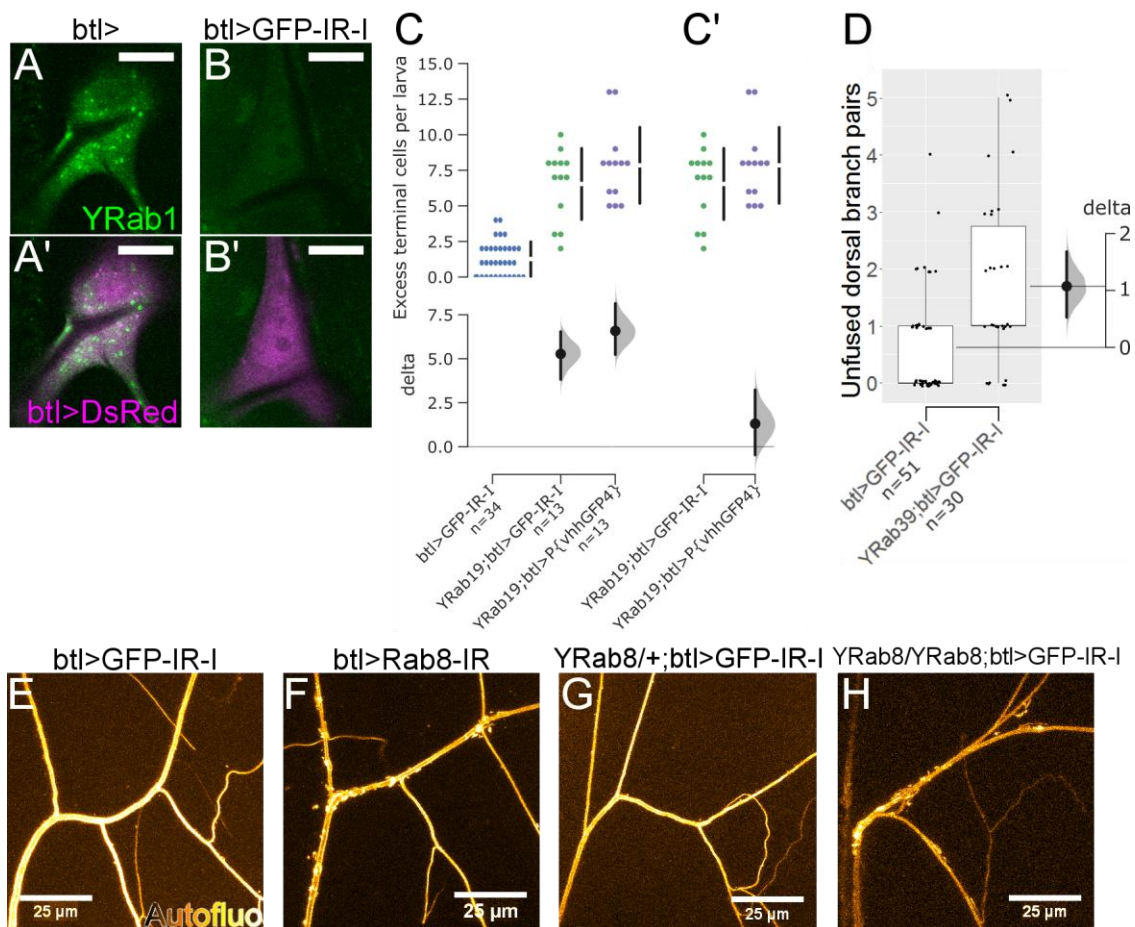 btl>
btl>GFP-IR-I
A
B
YRab1
A'
B'
btl>DsRed
C
C'
Excess terminal cells per larva
15.0
12.5
10.0
7.5
5.0
2.5
0.0
delta
7.5
5.0
2.5
0.0
btl>GFP-IR-I
n=34
YRab19;btl>GFP-IR-I
n=13
YRab19;btl>P{vhhGFP4}
n=13
YRab19;btl>GFP-IR-I
YRab19;btl>P{vhhGFP4}
D
Unfused dorsal branch pairs
5
4
3
2
1
0
delta
2
1
0
btl>GFP-IR-I
n=51
YRab39;btl>GFP-IR-I
n=30
btl>GFP-IR-I
E
25 µm
Autofluo
btl>Rab8-IR
F
25 µm
YRab8/+;btl>GFP-IR-I
G
25 µm
YRab8/YRab8;btl>GFP-IR-I
H
25 µm